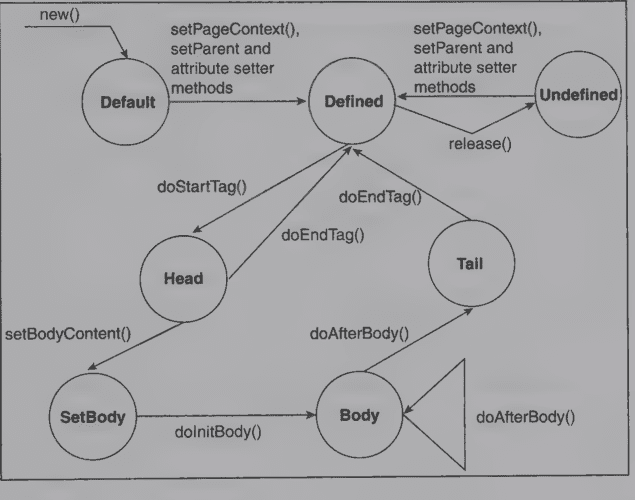 new()
setPageContext(),
setParent and
attribute setter
methods
setPageContext(),
setParent and
attribute setter
methods
Default
Defined
Undefined
release()
doStartTag()
doEndTag()
doEndTag()
Head
Tail
setBodyContent()
doAfterBody()
SetBody
doInitBody()
Body
doAfterBody()